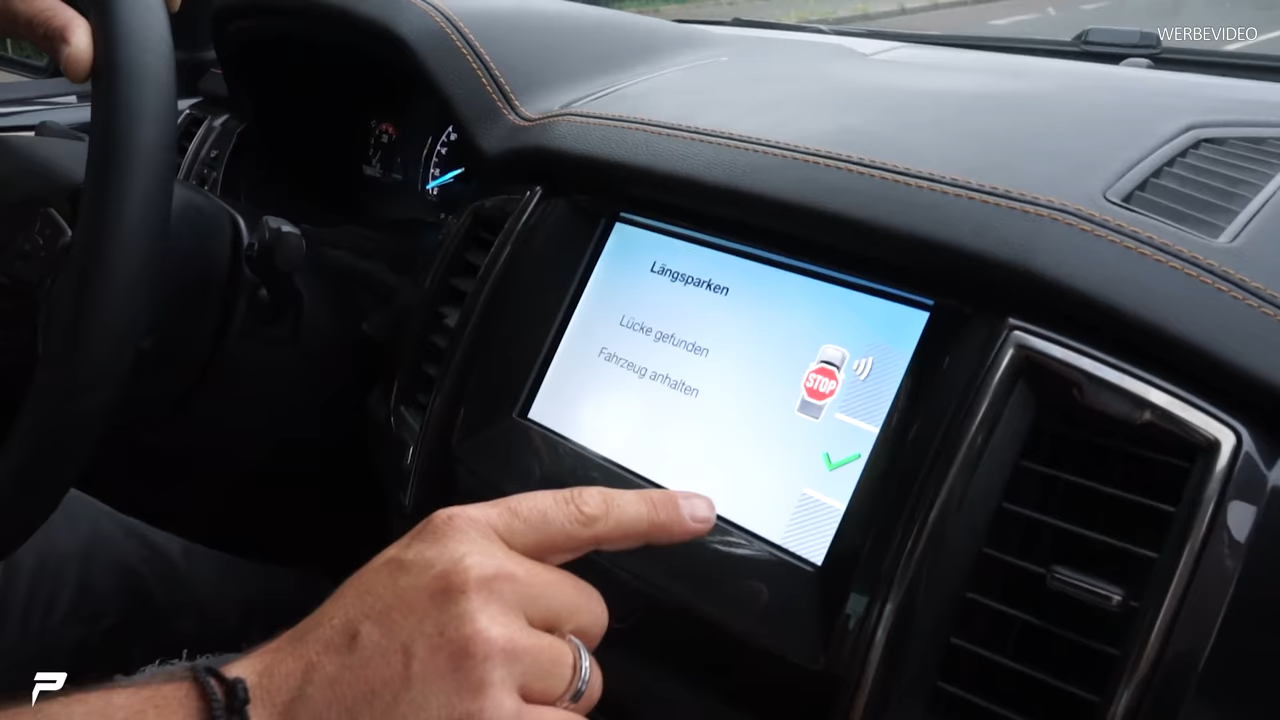 WERBEVIDEO
Längsparken
Lücke gefunden
Fahrzeug anhalten
STOP